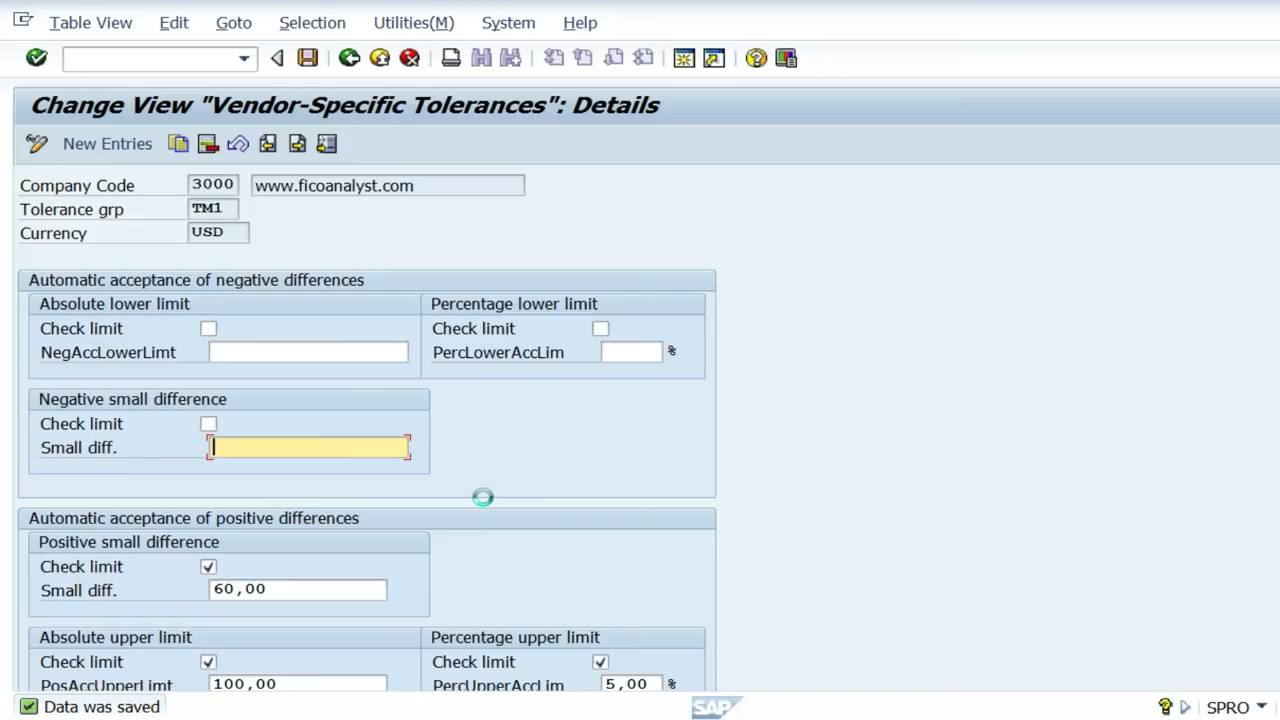 Table View Edit Goto Selection Utilities(M) System Help
Change View "Vendor-Specific Tolerances": Details
New Entries
Company Code 3000 www.ficoanalyst.com
Tolerance grp TM1
Currency USD
Automatic acceptance of negative differences
Absolute lower limit Percentage lower limit
Check limit Check limit
NegAccLowerLimt PercLowerAccLim %
Negative small difference
Check limit
Small diff.
Automatic acceptance of positive differences
Positive small difference
Check limit
Small diff. 60,00
Absolute upper limit Percentage upper limit
Check limit Check limit
PosAccUpperLimt 100,00 PercUpperAccLim 5,00 %
Data was saved SAP SPRO